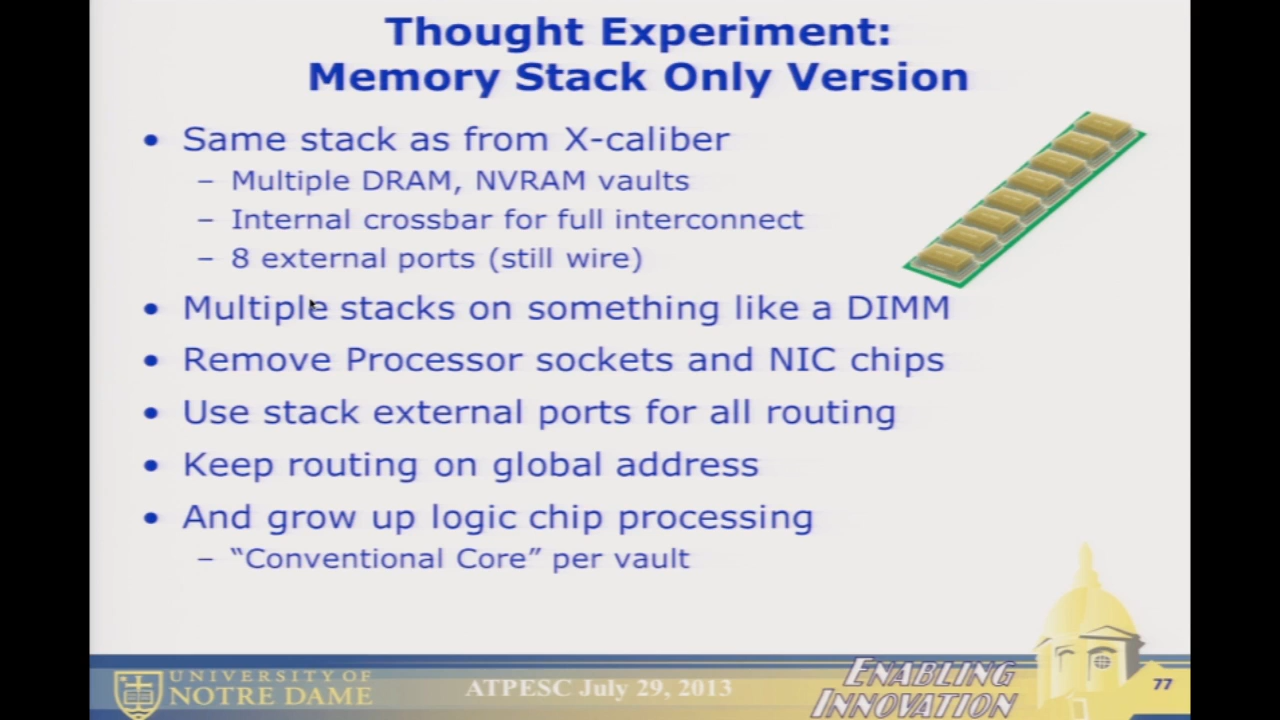 Thought Experiment:
Memory Stack Only Version
• Same stack as from X-caliber
– Multiple DRAM, NVRAM vaults
– Internal crossbar for full interconnect
– 8 external ports (still wire)
• Multiple stacks on something like a DIMM
• Remove Processor sockets and NIC chips
• Use stack external ports for all routing
• Keep routing on global address
• And grow up logic chip processing
– “Conventional Core” per vault
UNIVERSITY OF
NOTRE DAME
ATPESC July 29, 2013
ENABLING
INNOVATION
77